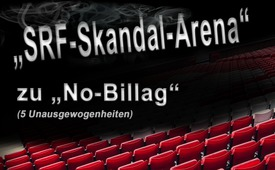 „SRF-Skandal-Arena“
zu „No-Billag“
(5 Unausgewogenheiten)